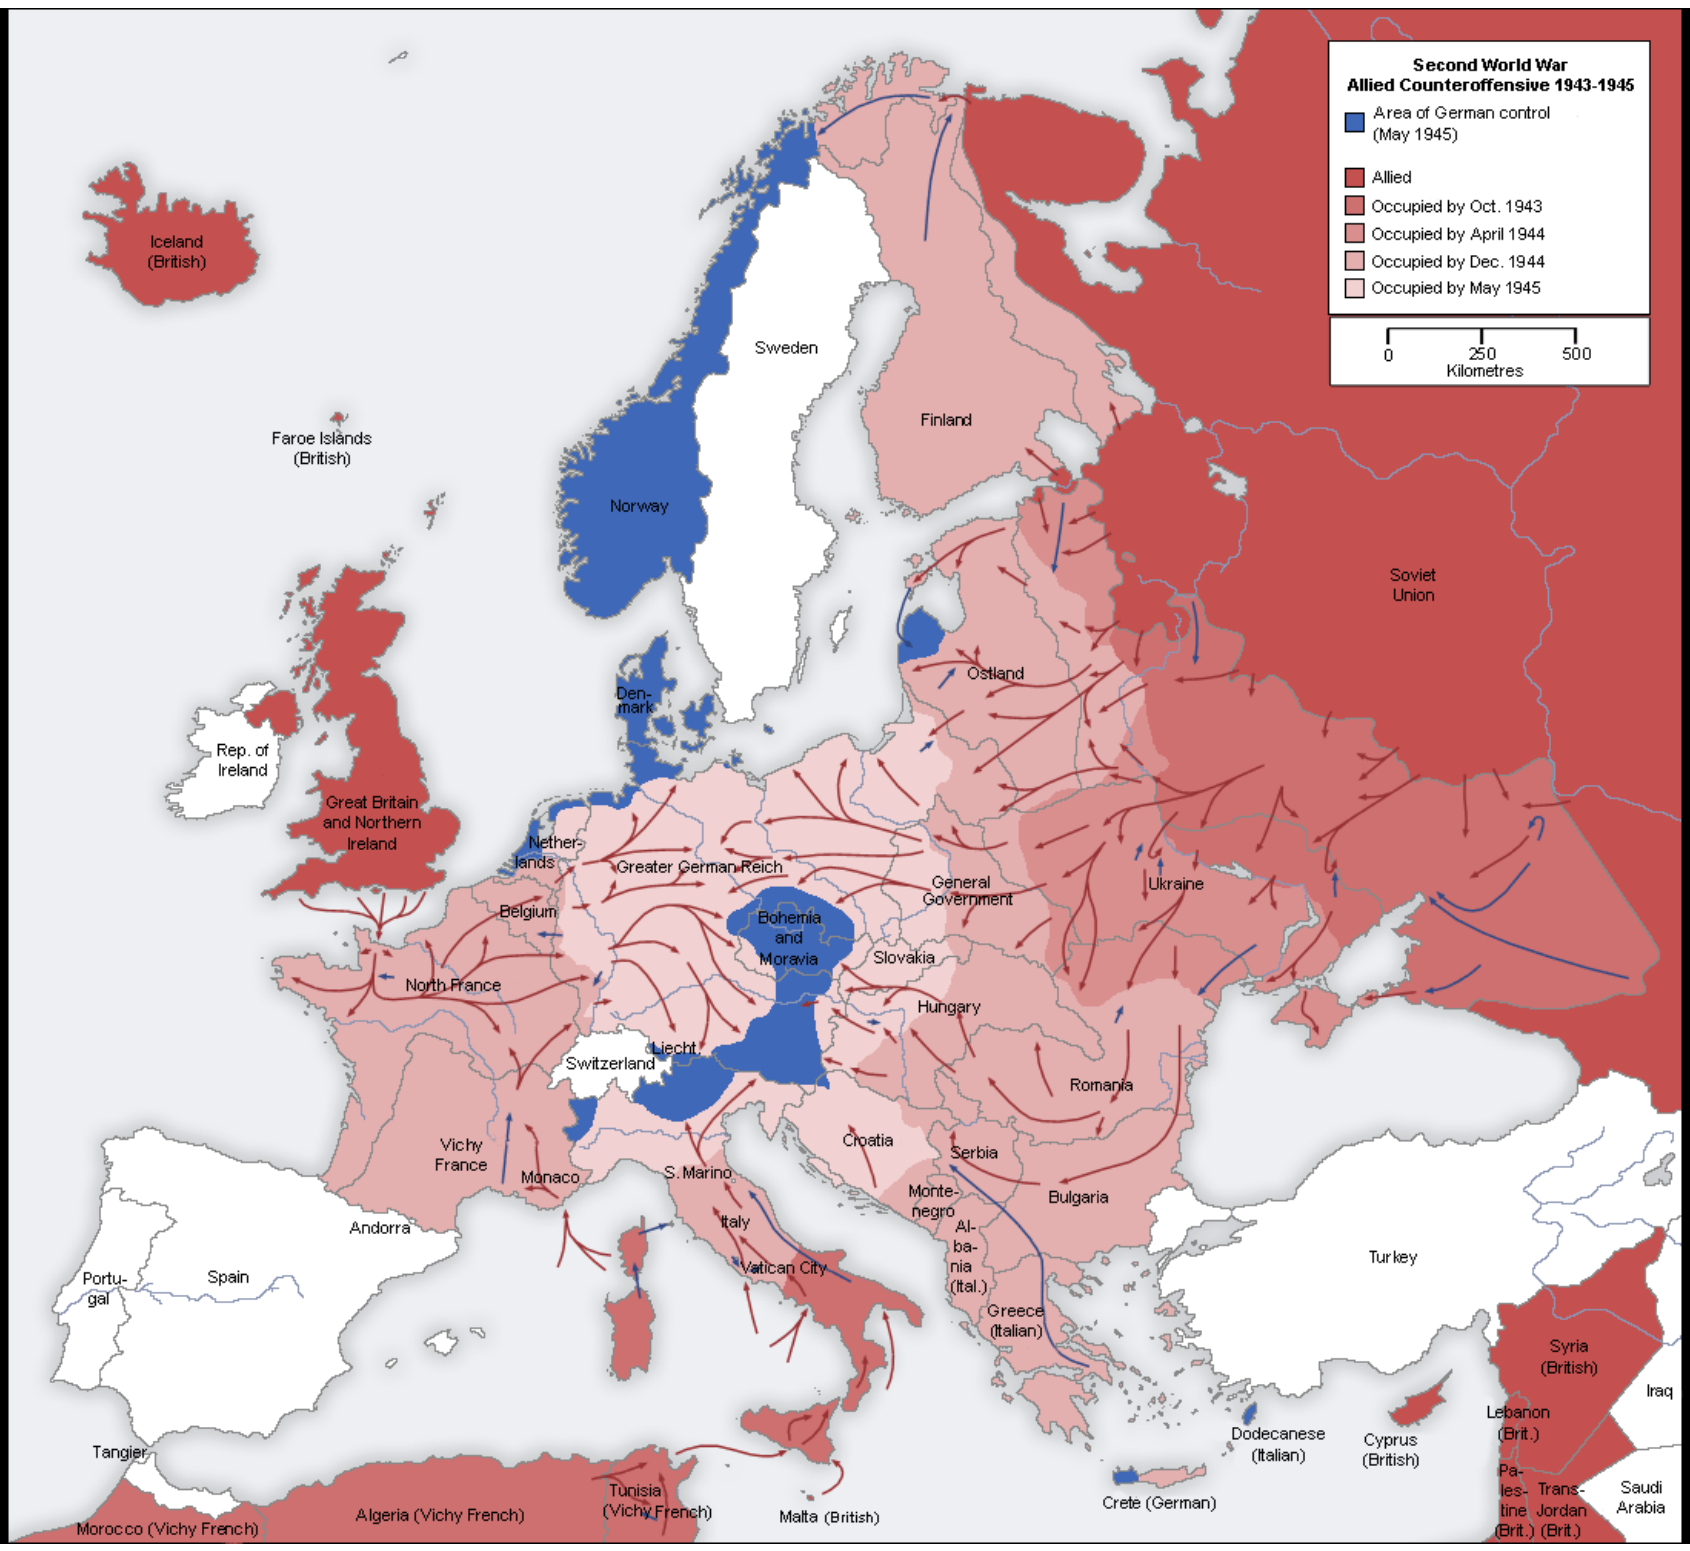 Second World War
Allied Counteroffensive 1943-1945
Area of German control
(May 1945)
Allied
Occupied by Oct. 1943
Occupied by April 1944
Occupied by Dec. 1944
Occupied by May 1945
0 250 500
Kilometres
Iceland
(British)
Sweden
Finland
Faroe Islands
(British)
Norway
Soviet
Union
Ostland
Den-
mark
Rep. of
Ireland
Great Britain
and Northern
Ireland
Nether-
lands
Greater German Reich
General
Government
Ukraine
Belgium
Bohemia
and
Moravia
Slovakia
North France
Hungary
Liecht.
Switzerland
Romania
Croatia
Vichy
France
Serbia
S. Marino
Monaco
Monte-
negro
Bulgaria
Andorra
Italy
Al-
ba-
nia
(Ital.)
Vatican City
Turkey
Portu-
gal
Spain
Greece
(Italian)
Syria
(British)
Iraq
Lebanon
(Brit.)
Dodecanese
(Italian)
Cyprus
(British)
Tangier
Pa-
les-
tine
(Brit.)
Trans-
Jordan
(Brit.)
Saudi
Arabia
Tunisia
(Vichy French)
Crete (German)
Algeria (Vichy French)
Malta (British)
Morocco (Vichy French)